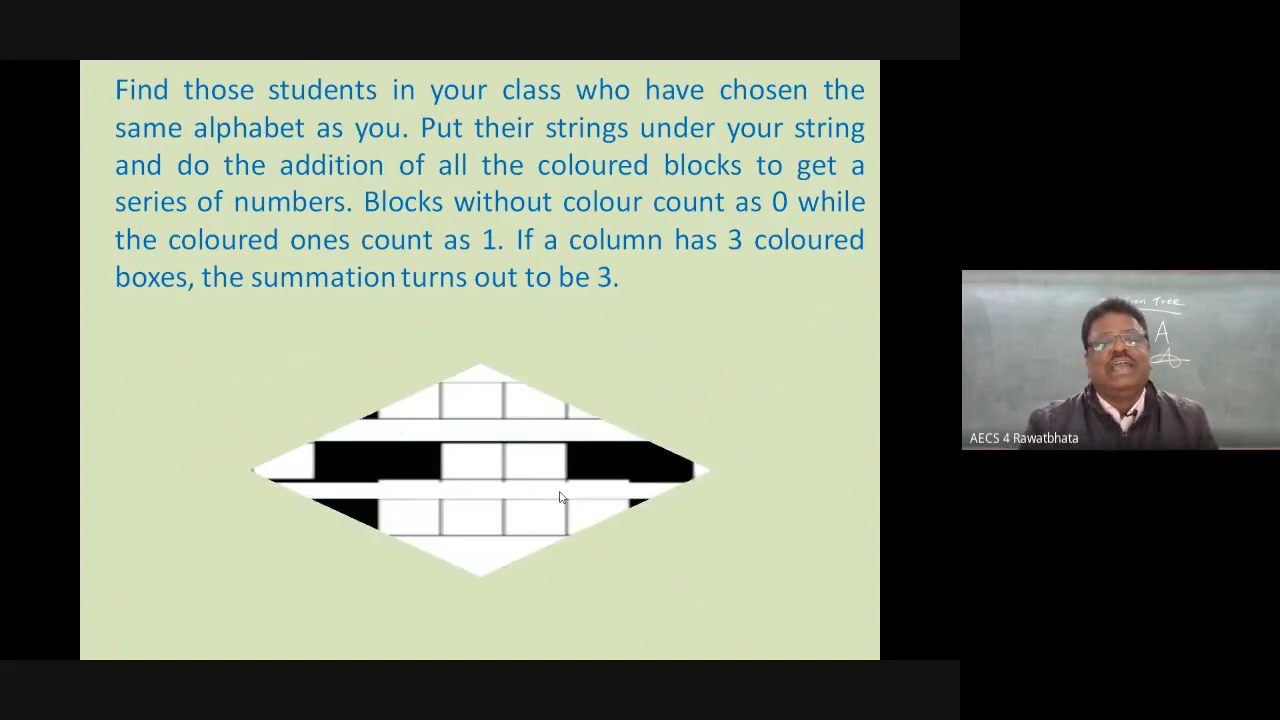 Find those students in your class who have chosen the
same alphabet as you. Put their strings under your string
and do the addition of all the coloured blocks to get a
series of numbers. Blocks without colour count as 0 while
the coloured ones count as 1. If a column has 3 coloured
boxes, the summation turns out to be 3.
Tree
A
AECS 4 Rawatbhata